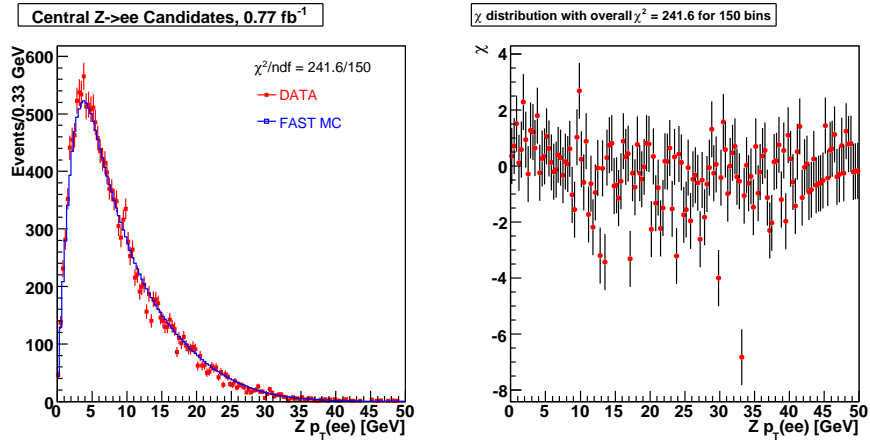 Central Z->ee Candidates, 0.77 fb⁻¹
Events/0.33 GeV
600
500
400
300
200
100
0
χ²/ndf = 241.6/150
DATA
FAST MC
0 5 10 15 20 25 30 35 40 45 50
Z p_T(ee) [GeV]
χ distribution with overall χ² = 241.6 for 150 bins
χ
4
2
0
-2
-4
-6
-8
0 5 10 15 20 25 30 35 40 45 50
Z p_T(ee) [GeV]